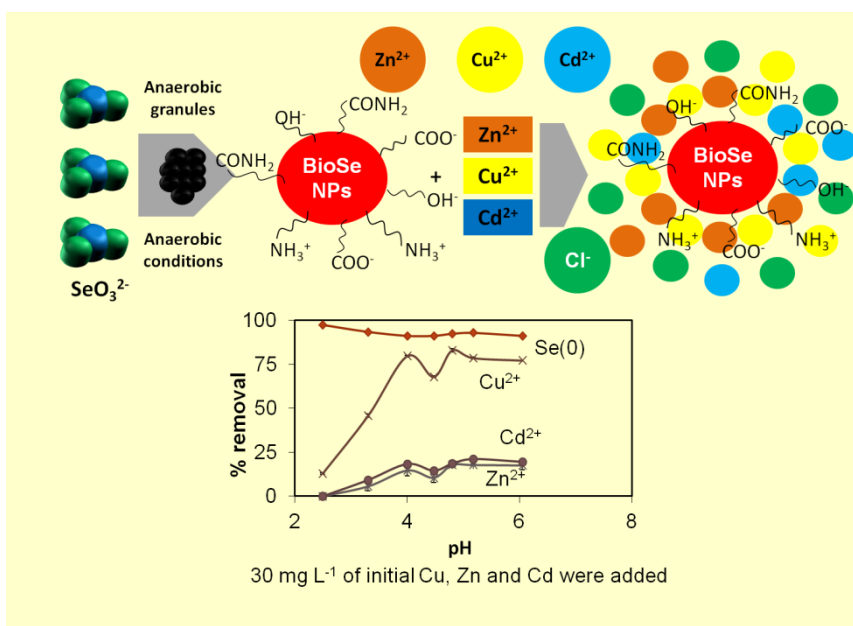 Anaerobic
granules
Anaerobic
conditions
SeO₃²⁻
OH⁻
CONH₂
CONH₂
COO⁻
BioSe
NPs
OH⁻
NH₃⁺
COO⁻
NH₃⁺
+
Zn²⁺
Cu²⁺
Cd²⁺
Zn²⁺
Cu²⁺
Cd²⁺
Cl⁻
OH⁻
CONH₂
COO⁻
CONH₂
BioSe
NPs
OH⁻
NH₃⁺
COO⁻
NH₃⁺
% removal
100
75
50
25
0
Se(0)
Cu²⁺
Cd²⁺
Zn²⁺
2 4 6 8
pH
30 mg L⁻¹ of initial Cu, Zn and Cd were added